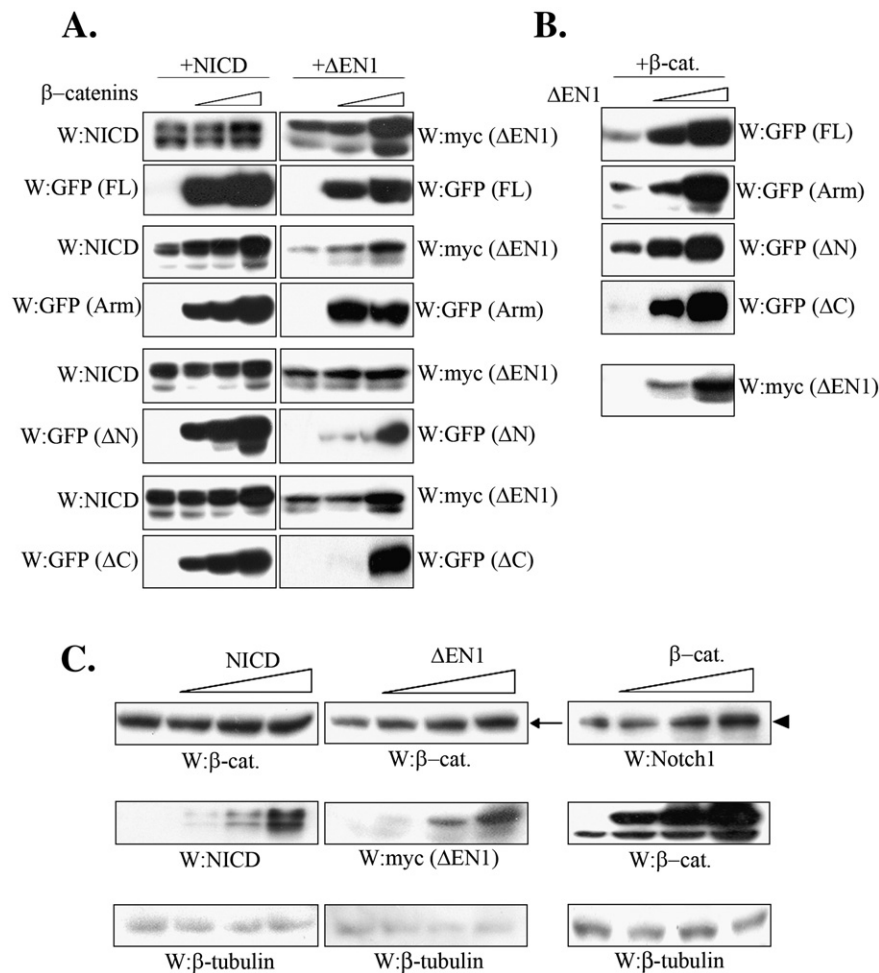 A.
+NICD +ΔEN1
β–catenins
W:NICD W:myc (ΔEN1)
W:GFP (FL) W:GFP (FL)
W:NICD W:myc (ΔEN1)
W:GFP (Arm) W:GFP (Arm)
W:NICD W:myc (ΔEN1)
W:GFP (ΔN) W:GFP (ΔN)
W:NICD W:myc (ΔEN1)
W:GFP (ΔC) W:GFP (ΔC)
B.
+β-cat.
ΔEN1
W:GFP (FL)
W:GFP (Arm)
W:GFP (ΔN)
W:GFP (ΔC)
W:myc (ΔEN1)
C.
NICD ΔEN1 β–cat.
W:β-cat. W:β–cat. W:Notch1
W:NICD W:myc (ΔEN1) W:β–cat.
W:β-tubulin W:β-tubulin W:β-tubulin